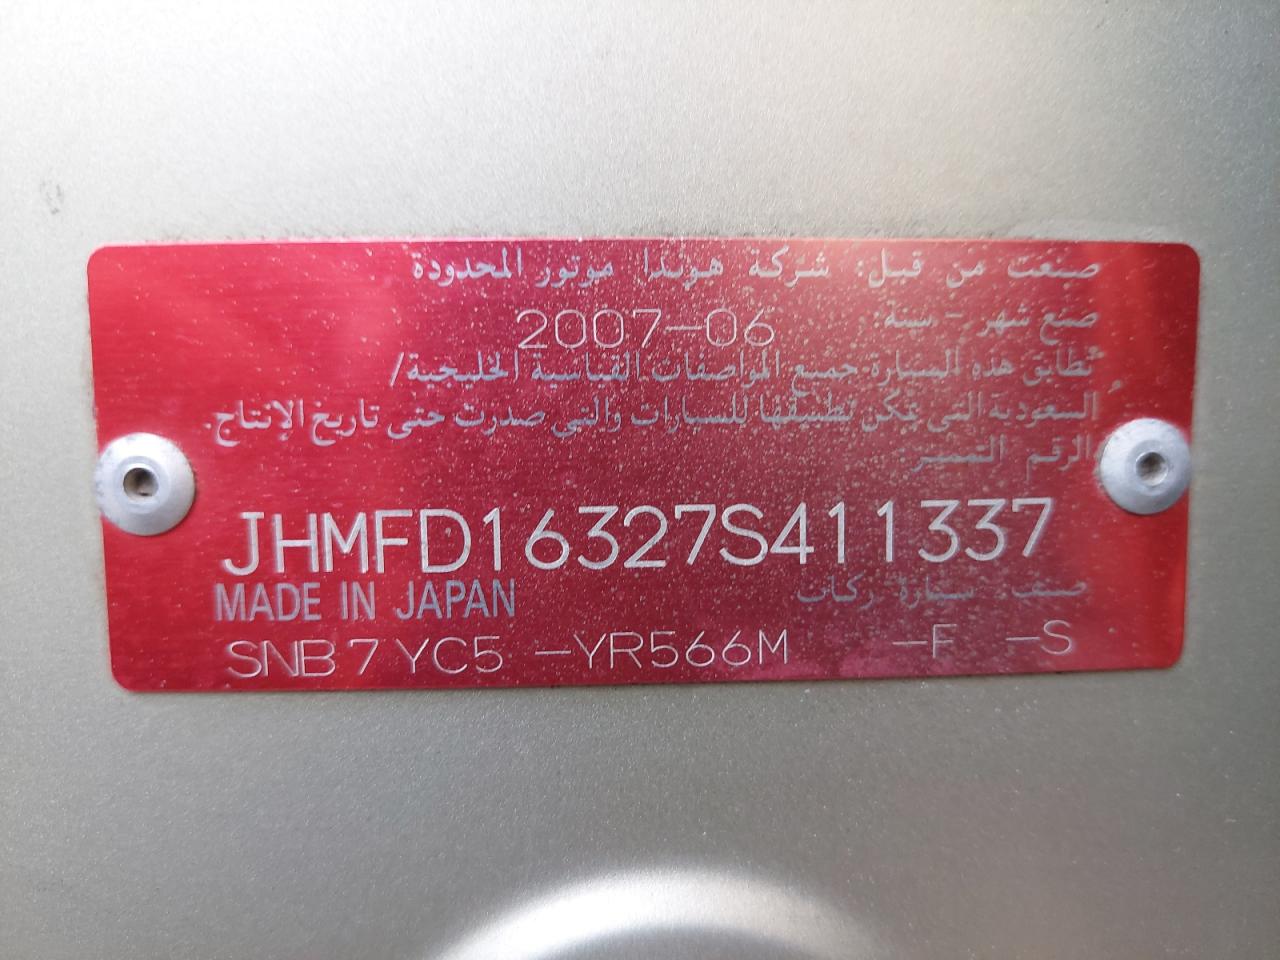 صنعت من قبل: شركة هوندا موتور المحدودة
صنع شهر - سنة: 2007-06
تطابق هذه السيارة جميع المواصفات القياسية الخليجية/
السعودية التي يمكن تطبيقها للسيارات والتي صدرت حتى تاريخ الإنتاج.
الرقم المميز:
JHMFD16327S411337
MADE IN JAPAN صنف: سيارة ركاب
SNB7YC5 -YR566M -F -S